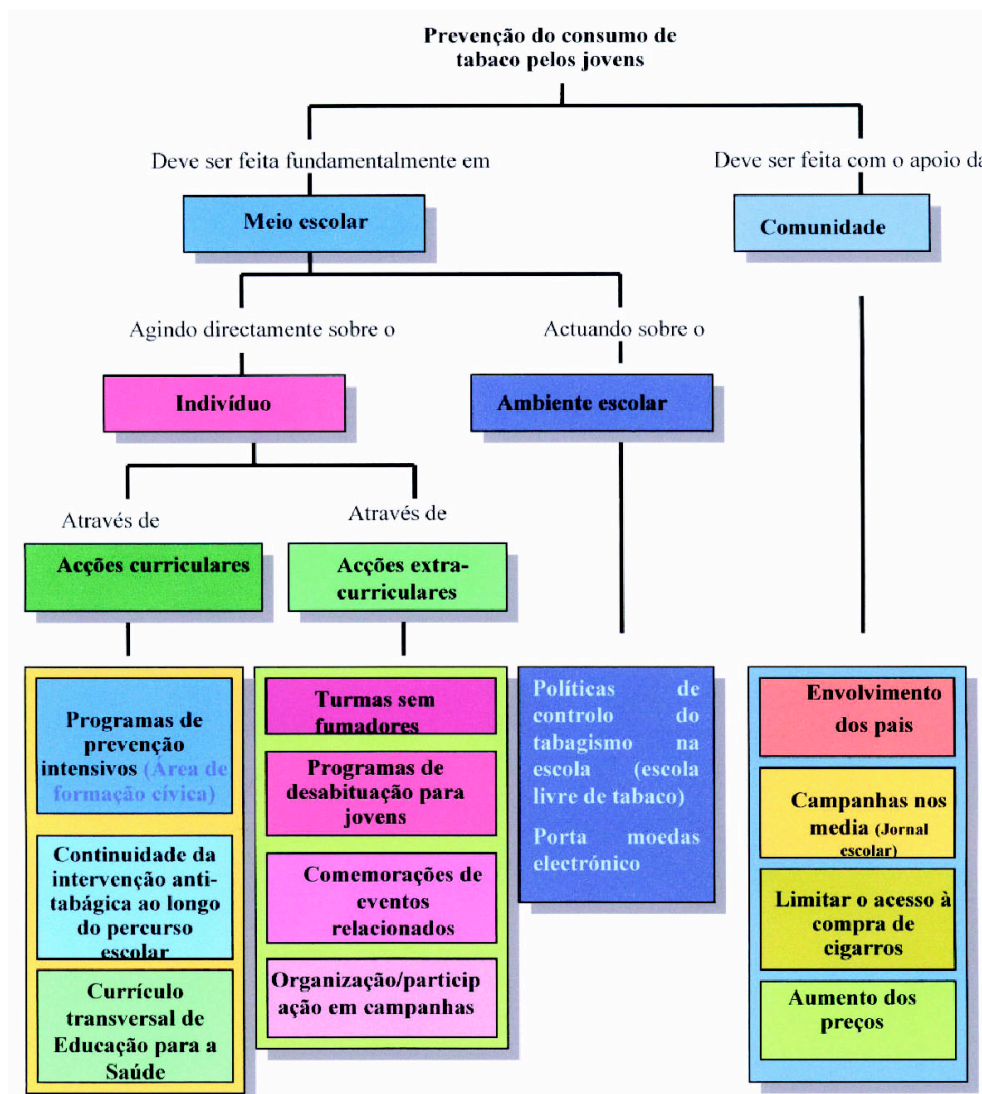 Prevenção do consumo de
tabaco pelos jovens
Deve ser feita fundamentalmente em
Deve ser feita com o apoio da
Meio escolar
Comunidade
Agindo directamente sobre o
Actuando sobre o
Indivíduo
Ambiente escolar
Através de
Através de
Acções curriculares
Acções extra-
curriculares
Programas de
prevenção
intensivos (Área de
formação cívica)
Continuidade da
intervenção anti-
tabágica ao longo
do percurso
escolar
Currículo
transversal de
Educação para a
Saúde
Turmas sem
fumadores
Programas de
desabituação para
jovens
Comemorações de
eventos
relacionados
Organização/particip
ação em campanhas
Políticas de
controlo do
tabagismo na
escola (escola
livre de tabaco)
Porta moedas
electrónico
Envolvimento
dos pais
Campanhas nos
media (Jornal
escolar)
Limitar o acesso à
compra de
cigarros
Aumento dos
preços